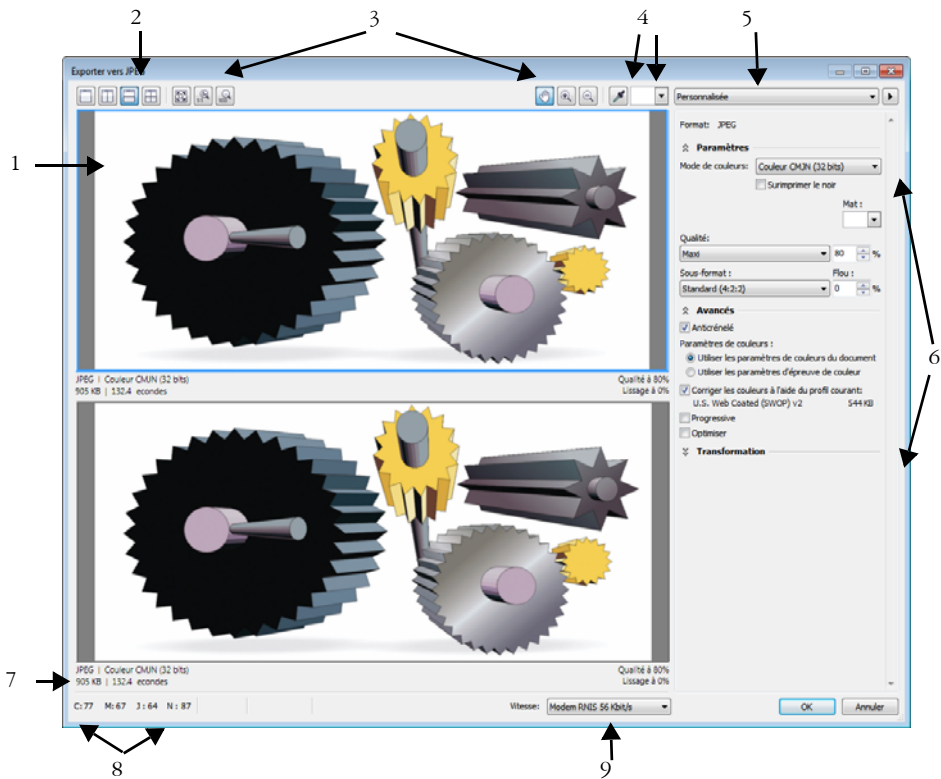 2
3
4
5
Exporter vers JPEG
Personnalisée
1
Format: JPEG
Paramètres
Mode de couleurs: Couleur CMJN (32 bits)
Surimprimer le noir
Mat :
Qualité:
Maxi 80 %
Sous-format : Flou :
Standard (4:2:2) 0 %
Avancés
Anticrénelé
Paramètres de couleurs :
Utiliser les paramètres de couleurs du document
Utiliser les paramètres d'épreuve de couleur
Corriger les couleurs à l'aide du profil courant:
U.S. Web Coated (SWOP) v2 544 KB
Progressive
Optimiser
Transformation
6
JPEG | Couleur CMJN (32 bits) Qualité à 80%
905 KB | 132.4 econdes Lissage à 0%
JPEG | Couleur CMJN (32 bits) Qualité à 80%
905 KB | 132.4 econdes Lissage à 0%
7
C: 77 M: 67 J : 64 N : 87
Vitesse: Modem RNIS 56 Kbit/s
OK Annuler
8
9